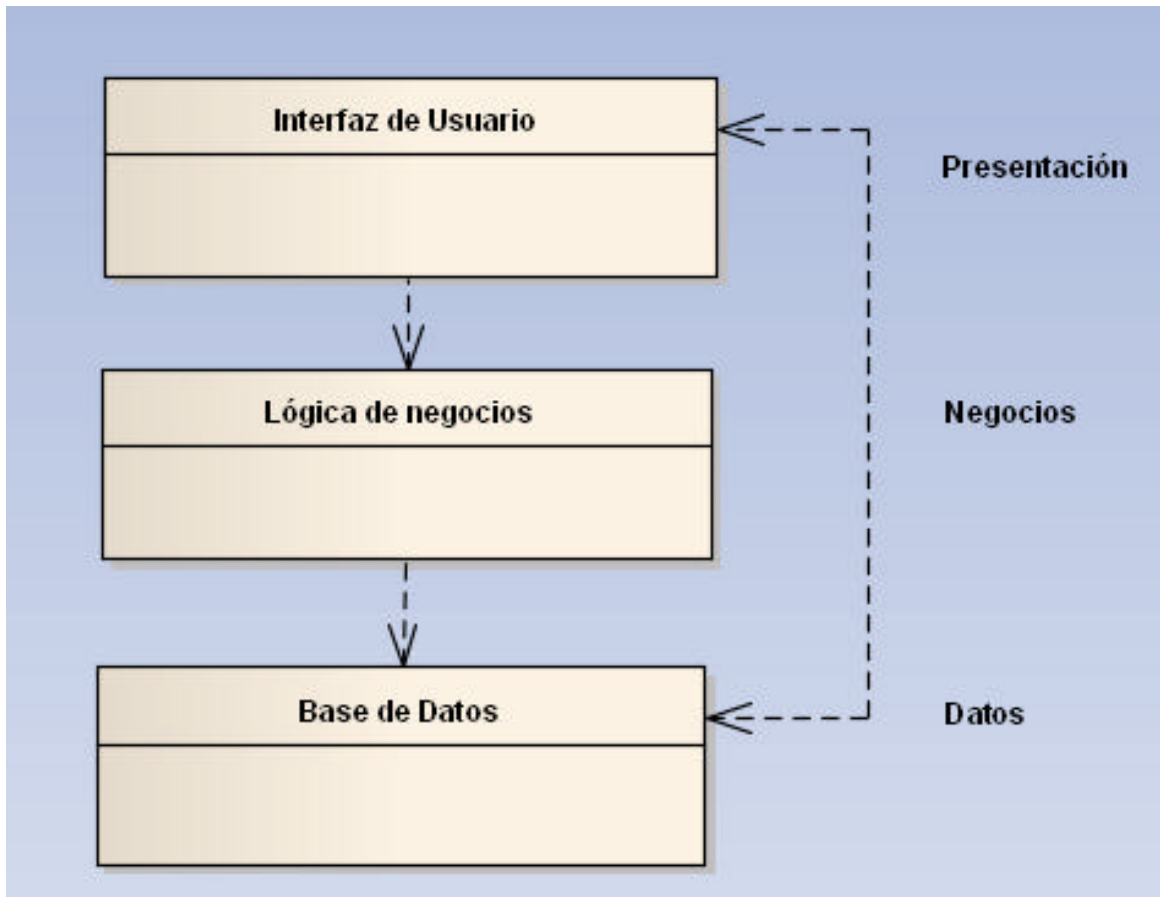 Interfaz de Usuario
Presentación
Lógica de negocios
Negocios
Base de Datos
Datos